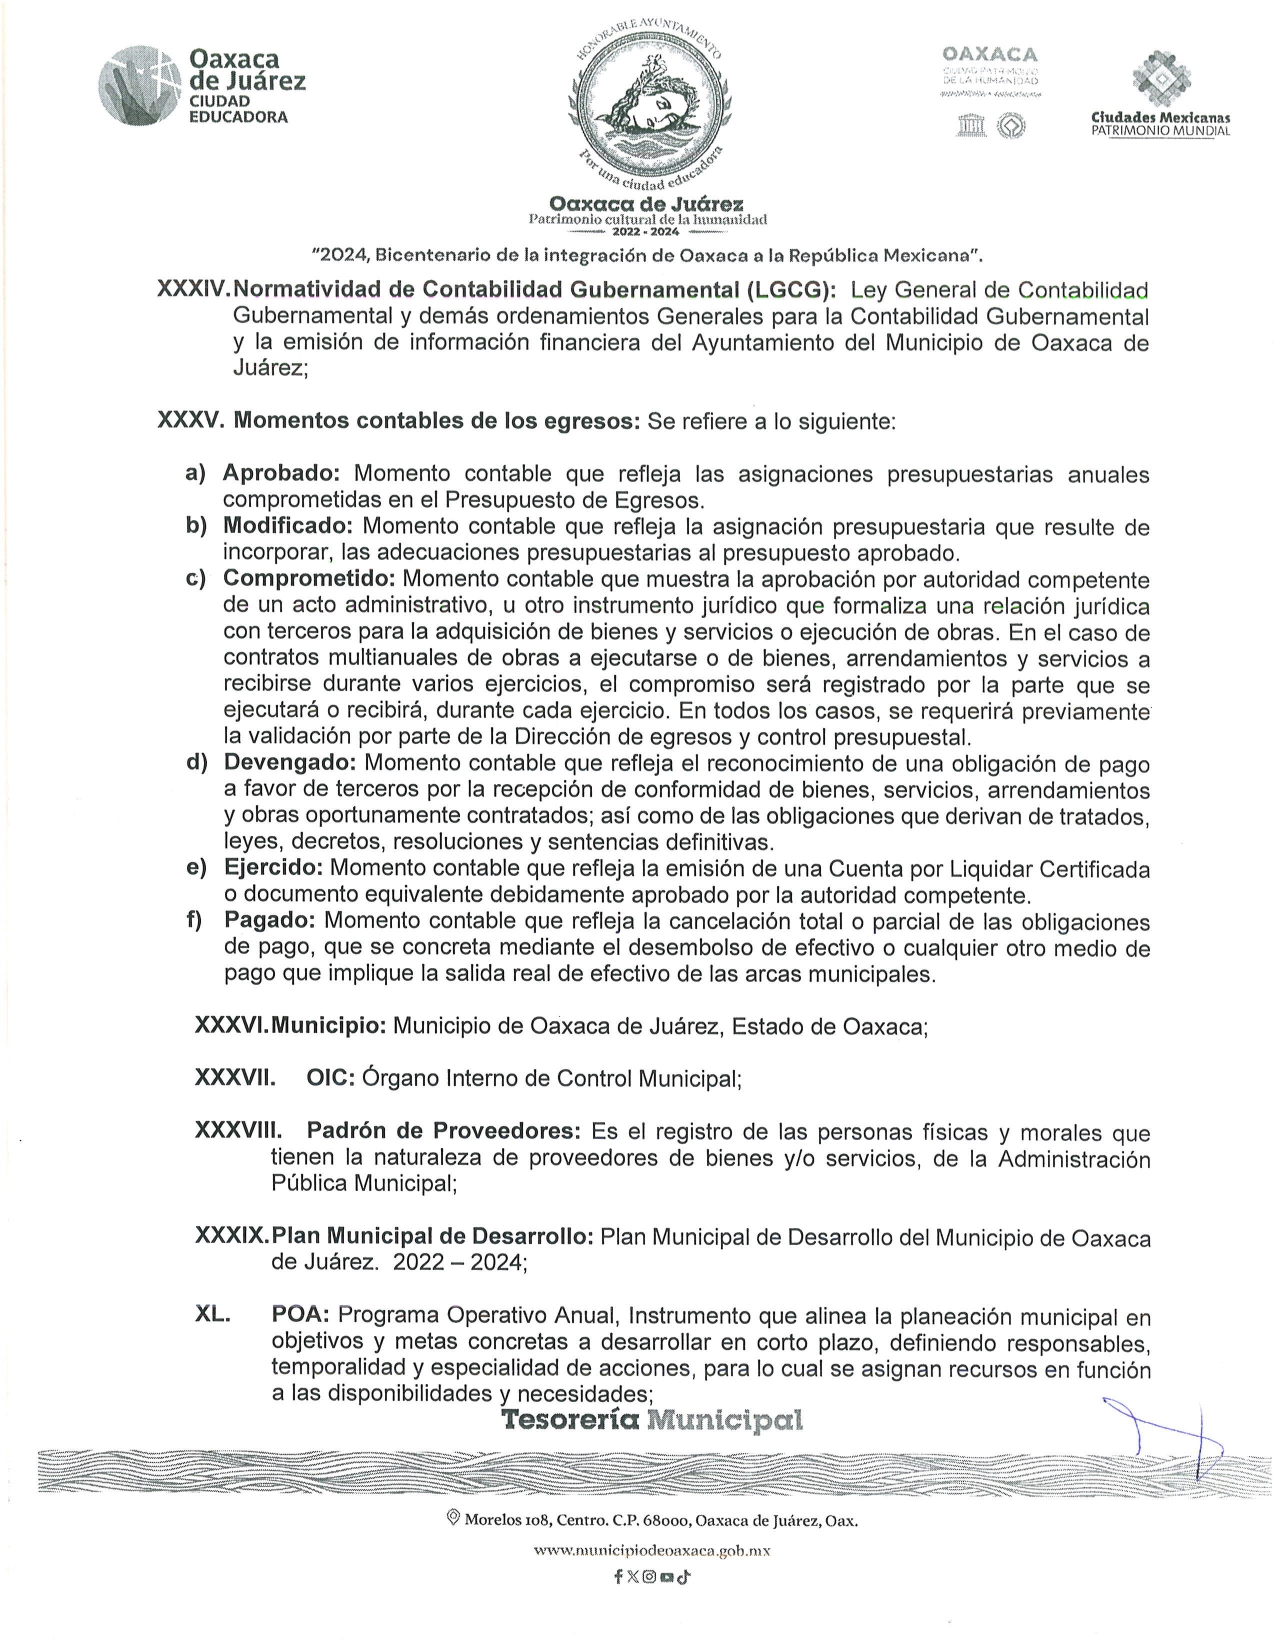 Oaxaca
de Juárez
CIUDAD
EDUCADORA
HONORABLE AYUNTAMIENTO
Por una ciudad educadora
Oaxaca de Juárez
Patrimonio cultural de la humanidad
2022 - 2024
OAXACA
CIUDAD PATRIMONIO
DE LA HUMANIDAD
Ciudades Mexicanas
PATRIMONIO MUNDIAL
"2024, Bicentenario de la integración de Oaxaca a la República Mexicana".
XXXIV. Normatividad de Contabilidad Gubernamental (LGCG): Ley General de Contabilidad
Gubernamental y demás ordenamientos Generales para la Contabilidad Gubernamental
y la emisión de información financiera del Ayuntamiento del Municipio de Oaxaca de
Juárez;
XXXV. Momentos contables de los egresos: Se refiere a lo siguiente:
a) Aprobado: Momento contable que refleja las asignaciones presupuestarias anuales
comprometidas en el Presupuesto de Egresos.
b) Modificado: Momento contable que refleja la asignación presupuestaria que resulte de
incorporar, las adecuaciones presupuestarias al presupuesto aprobado.
c) Comprometido: Momento contable que muestra la aprobación por autoridad competente
de un acto administrativo, u otro instrumento jurídico que formaliza una relación jurídica
con terceros para la adquisición de bienes y servicios o ejecución de obras. En el caso de
contratos multianuales de obras a ejecutarse o de bienes, arrendamientos y servicios a
recibirse durante varios ejercicios, el compromiso será registrado por la parte que se
ejecutará o recibirá, durante cada ejercicio. En todos los casos, se requerirá previamente
la validación por parte de la Dirección de egresos y control presupuestal.
d) Devengado: Momento contable que refleja el reconocimiento de una obligación de pago
a favor de terceros por la recepción de conformidad de bienes, servicios, arrendamientos
y obras oportunamente contratados; así como de las obligaciones que derivan de tratados,
leyes, decretos, resoluciones y sentencias definitivas.
e) Ejercido: Momento contable que refleja la emisión de una Cuenta por Liquidar Certificada
o documento equivalente debidamente aprobado por la autoridad competente.
f) Pagado: Momento contable que refleja la cancelación total o parcial de las obligaciones
de pago, que se concreta mediante el desembolso de efectivo o cualquier otro medio de
pago que implique la salida real de efectivo de las arcas municipales.
XXXVI. Municipio: Municipio de Oaxaca de Juárez, Estado de Oaxaca;
XXXVII. OIC: Órgano Interno de Control Municipal;
XXXVIII. Padrón de Proveedores: Es el registro de las personas físicas y morales que
tienen la naturaleza de proveedores de bienes y/o servicios, de la Administración
Pública Municipal;
XXXIX. Plan Municipal de Desarrollo: Plan Municipal de Desarrollo del Municipio de Oaxaca
de Juárez. 2022 – 2024;
XL. POA: Programa Operativo Anual, Instrumento que alinea la planeación municipal en
objetivos y metas concretas a desarrollar en corto plazo, definiendo responsables,
temporalidad y especialidad de acciones, para lo cual se asignan recursos en función
a las disponibilidades y necesidades;
Tesorería Municipal
Morelos 108, Centro. C.P. 68000, Oaxaca de Juárez, Oax.
www.municipiodeoaxaca.gob.mx